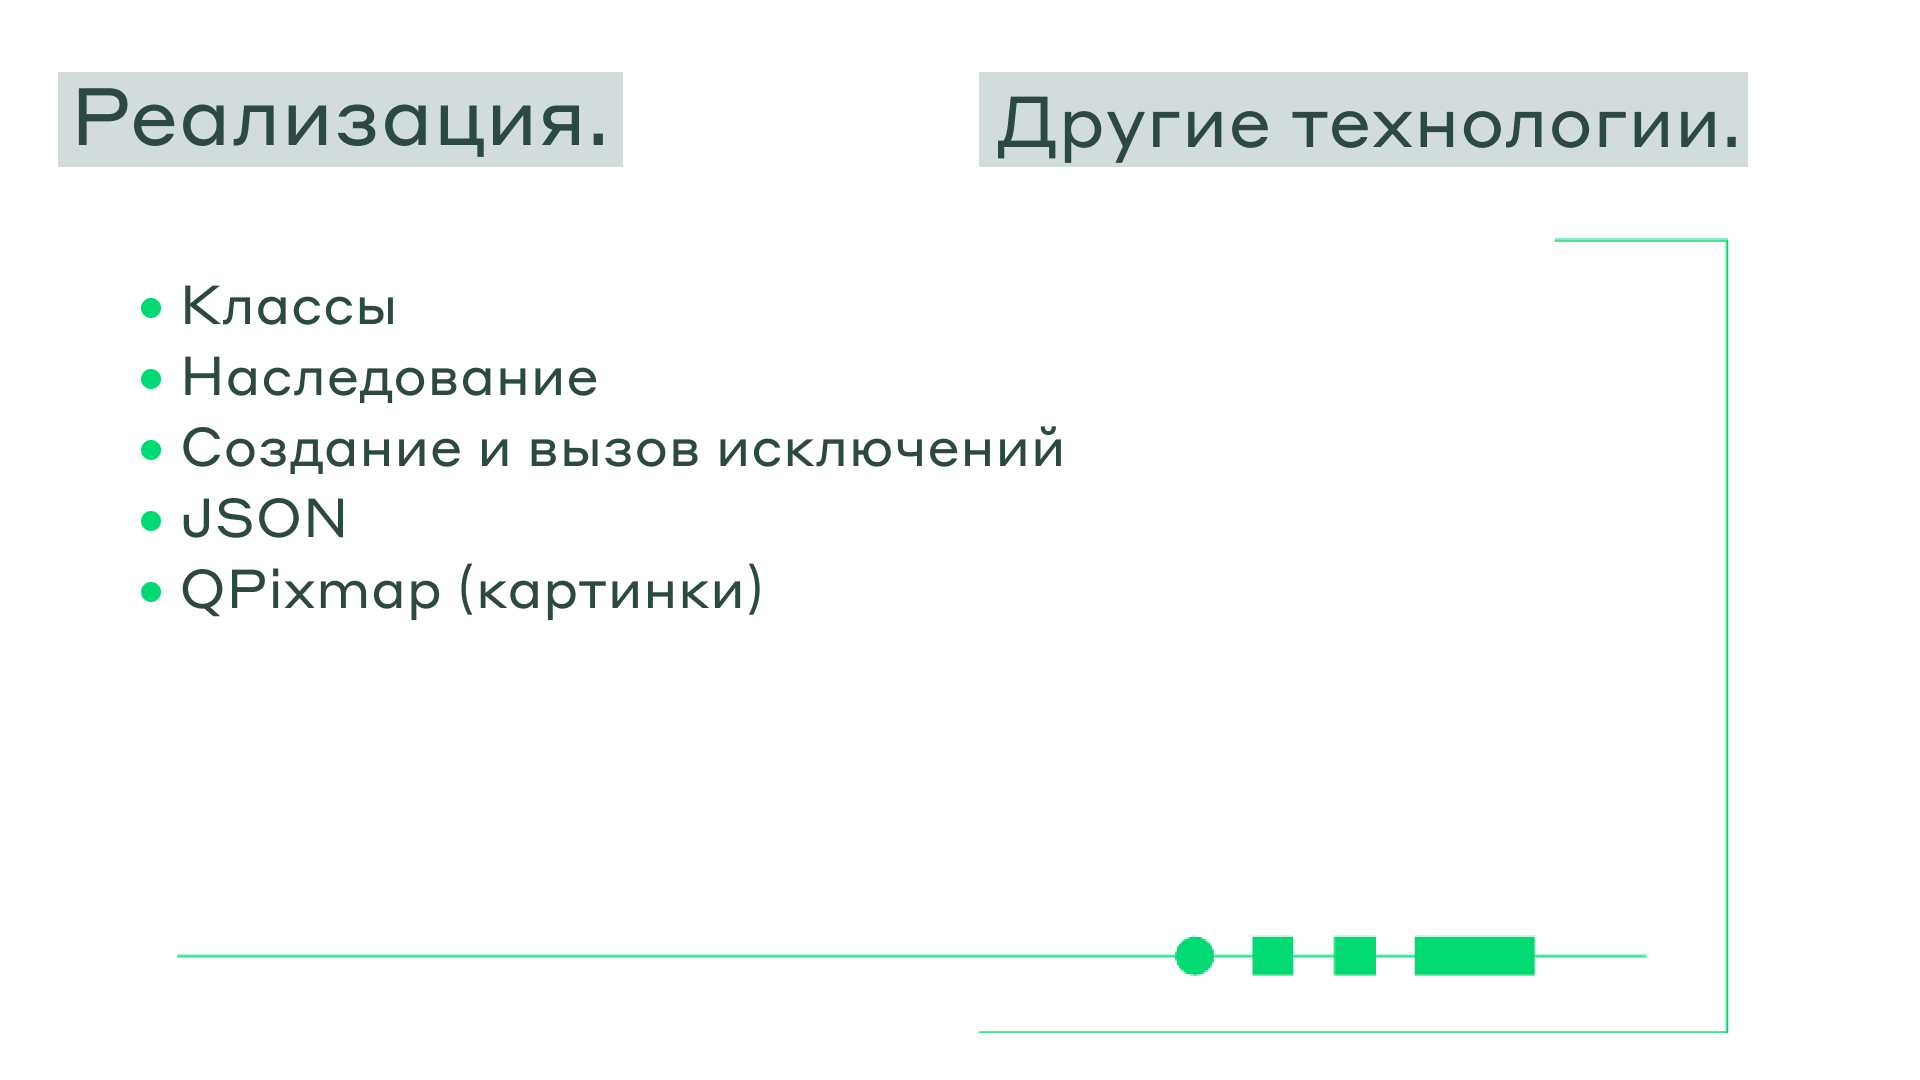 Реализация.
Другие технологии.
Классы
Наследование
Создание и вызов исключений
JSON
QPixmap (картинки)